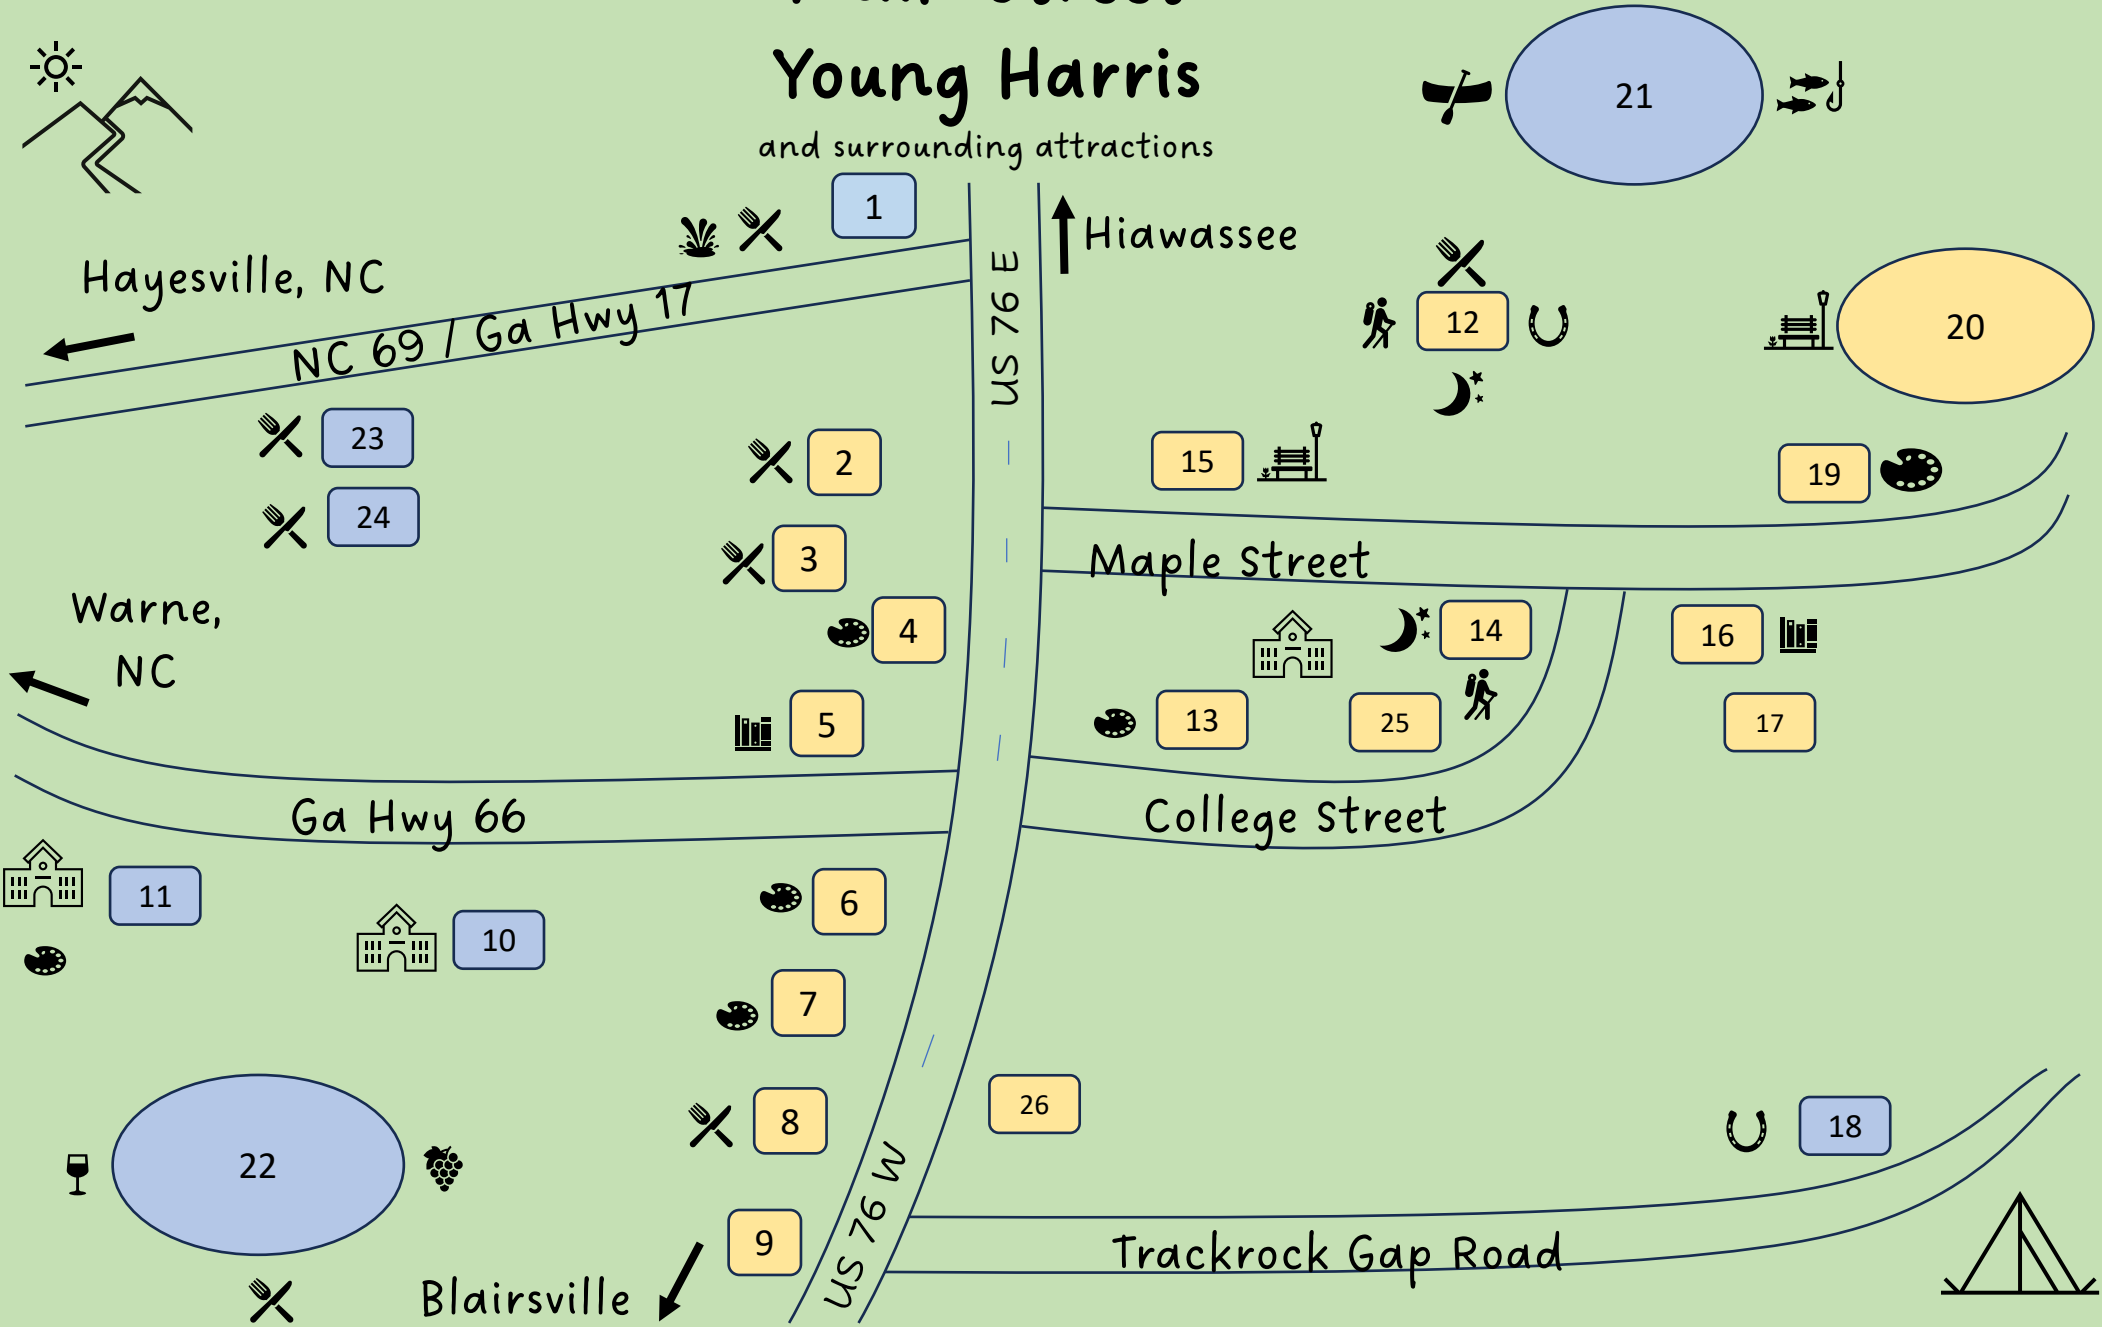 Young Harris
and surrounding attractions
21
1
Hiawassee
Hayesville, NC
US 76 E
NC 69 / Ga Hwy 17
12
20
23
2
15
19
24
3
Maple Street
Warne,
NC
4
14
16
5
13
25
17
Ga Hwy 66
College Street
11
10
6
7
8
26
18
22
US 76 W
9
Trackrock Gap Road
Blairsville